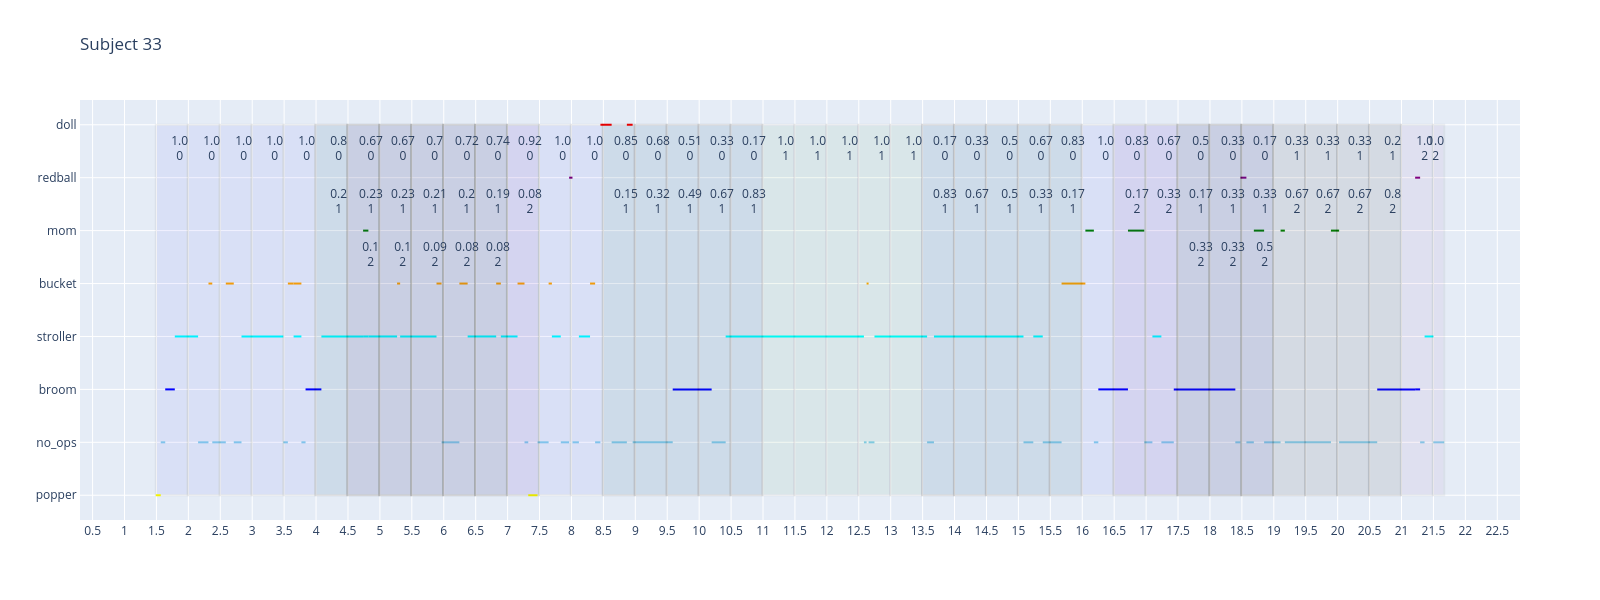 Subject 33
doll
1.0 1.0 1.0 1.0 1.0 0.8 0.67 0.67 0.7 0.72 0.74 0.92 1.0 1.0 0.85 0.68 0.51 0.33 0.17 1.0 1.0 1.0 1.0 1.0 0.17 0.33 0.5 0.67 0.83 1.0 0.83 0.67 0.5 0.33 0.17 0.33 0.33 0.33 0.2 1.0 1.0
0 0 0 0 0 0 0 0 0 0 0 0 0 0 0 0 0 0 0 1 1 1 1 1 0 0 0 0 0 0 0 0 0 0 0 1 1 1 1 2 2
redball
0.2 0.23 0.23 0.21 0.2 0.19 0.08 0.15 0.32 0.49 0.67 0.83 0.83 0.67 0.5 0.33 0.17 0.17 0.33 0.17 0.33 0.33 0.67 0.67 0.67 0.8
1 1 1 1 1 1 2 1 1 1 1 1 1 1 1 1 1 2 2 1 1 1 2 2 2 2
mom
0.1 0.1 0.09 0.08 0.08 0.33 0.33 0.5
2 2 2 2 2 2 2 2
bucket
stroller
broom
no_ops
popper
0.5 1 1.5 2 2.5 3 3.5 4 4.5 5 5.5 6 6.5 7 7.5 8 8.5 9 9.5 10 10.5 11 11.5 12 12.5 13 13.5 14 14.5 15 15.5 16 16.5 17 17.5 18 18.5 19 19.5 20 20.5 21 21.5 22 22.5